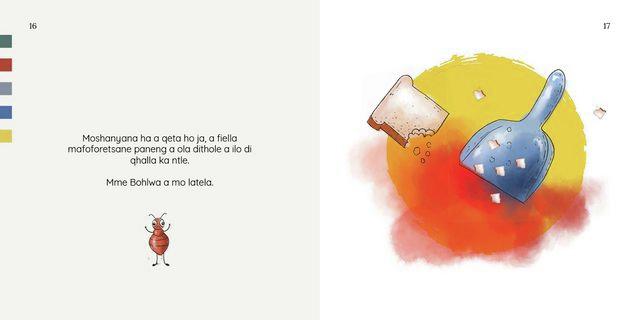 16
Moshanyana ha a qeta ho ja, a fiella
mafoforetsane paneng a ola dithole a ilo di
qhalla ka ntle.
Mme Bohlwa a mo latela.
17